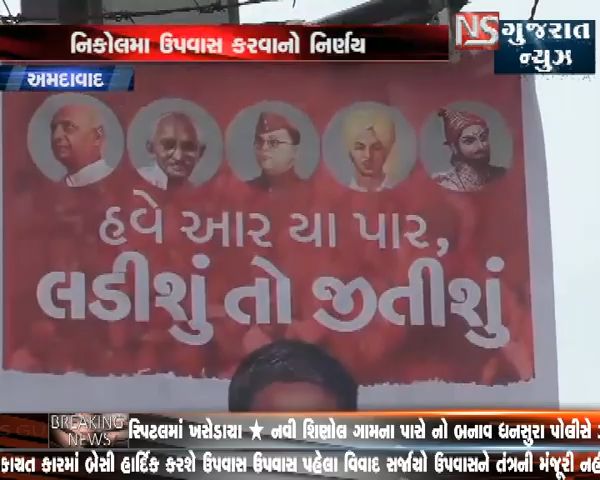 નિકોલમા ઉપવાસ કરવાનો નિર્ણય
NS ગુજરાત
ન્યુઝ
અમદાવાદ
હવે આર યા પાર,
લડીશું તો જીતીશું
BREAKING NEWS
સ્પિટલમાં ખસેડાયા ★ નવી શિણોલ ગામના પાસે નો બનાવ ધનસુરા પોલીસે
કાયત કારમાં બેસી હાર્દિક કરશે ઉપવાસ ઉપવાસ પહેલા વિવાદ સર્જાયો ઉપવાસને તંત્રની મંજૂરી નહી